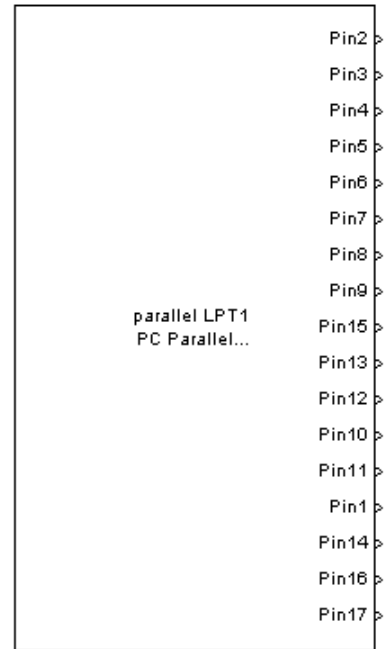 Pin2
Pin3
Pin4
Pin5
Pin6
Pin7
Pin8
Pin9
parallel LPT1
PC Parallel...
Pin15
Pin13
Pin12
Pin10
Pin11
Pin1
Pin14
Pin16
Pin17